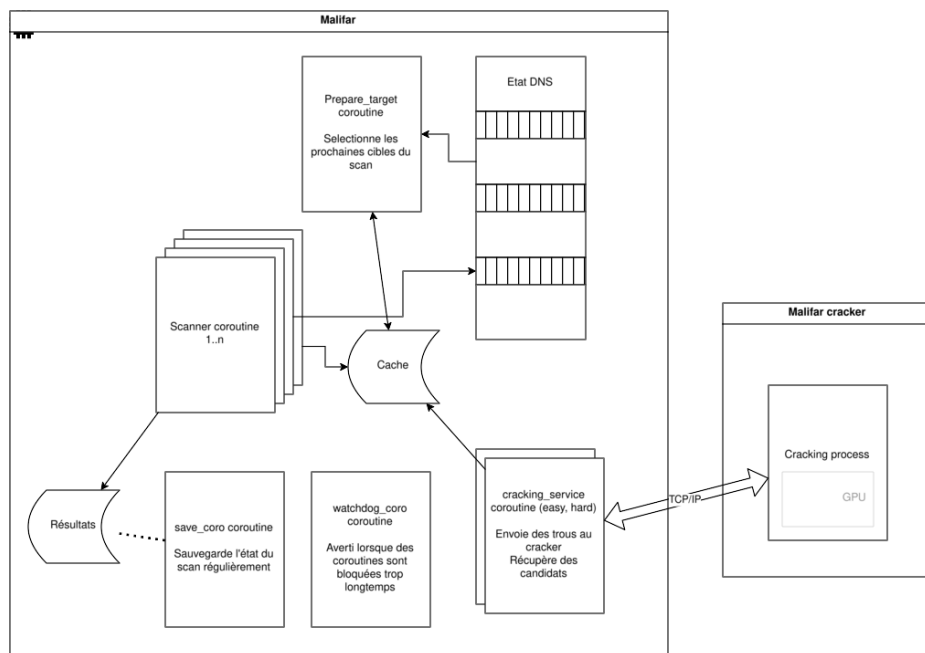 Malifar
Prepare_target
coroutine
Selectionne les
prochaines cibles du
scan
Etat DNS
Scanner coroutine
1..n
Cache
Malifar cracker
Cracking process
GPU
TCP/IP
Résultats
save_coro coroutine
Sauvegarde l'état du
scan régulièrement
watchdog_coro
coroutine
Averti lorsque des
coroutines sont
bloquées trop
longtemps
cracking_service
coroutine (easy, hard)
Envoie des trous au
cracker
Récupère des
candidats